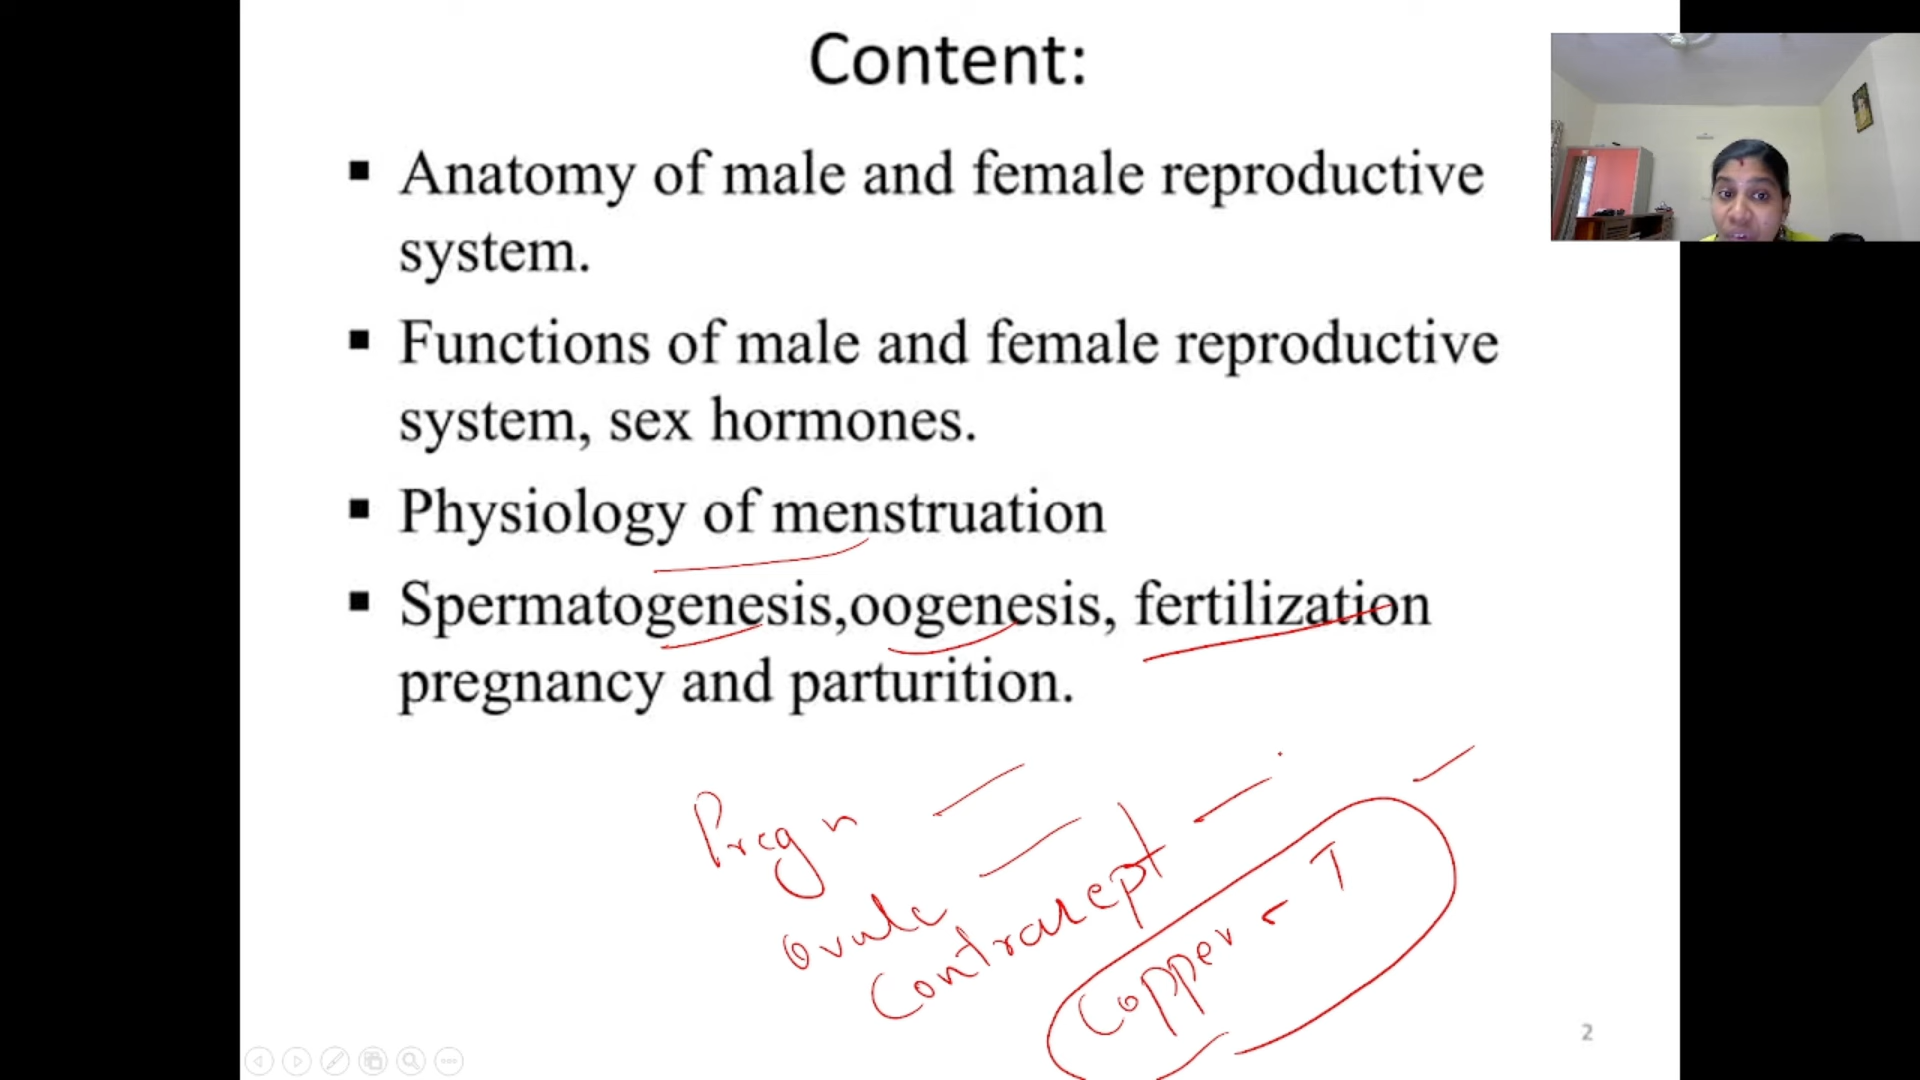 Content:
▪ Anatomy of male and female reproductive
system.
▪ Functions of male and female reproductive
system, sex hormones.
▪ Physiology of menstruation
▪ Spermatogenesis,oogenesis, fertilization
pregnancy and parturition.
Pregn
Ovule
Contracept
Copper - T
2